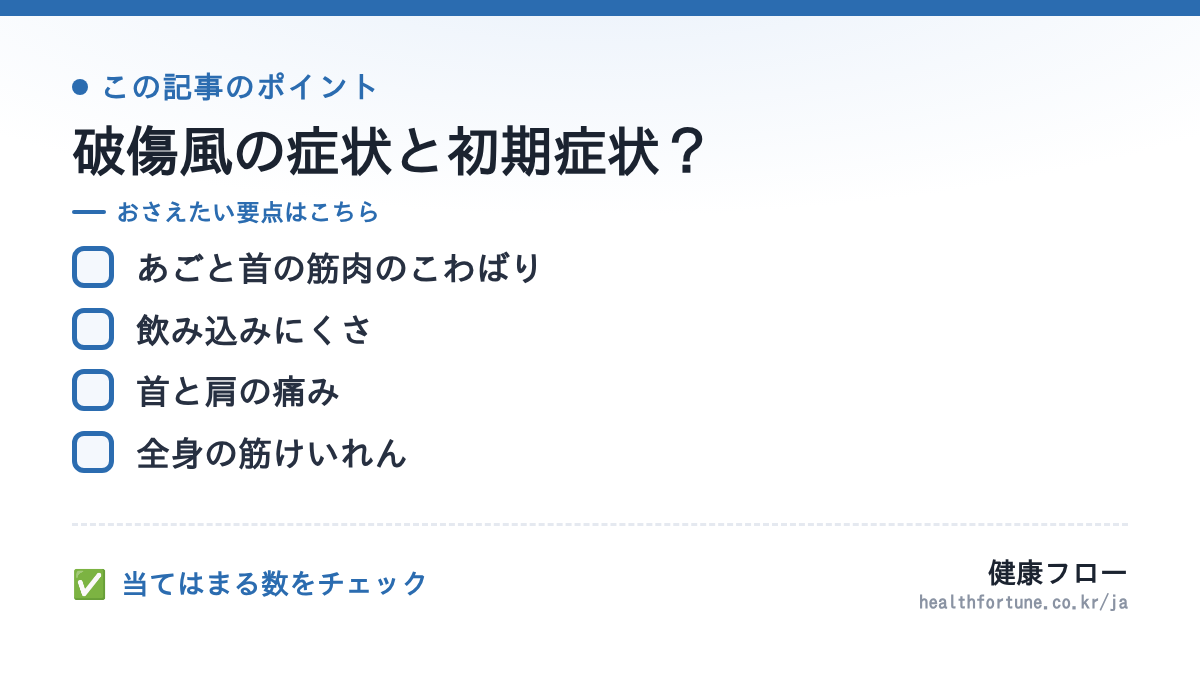 この記事のポイント
破傷風の症状と初期症状？
おさえたい要点はこちら
あごと首の筋肉のこわばり
飲み込みにくさ
首と肩の痛み
全身の筋けいれん
当てはまる数をチェック
健康フロー
healthfortune.co.kr/ja